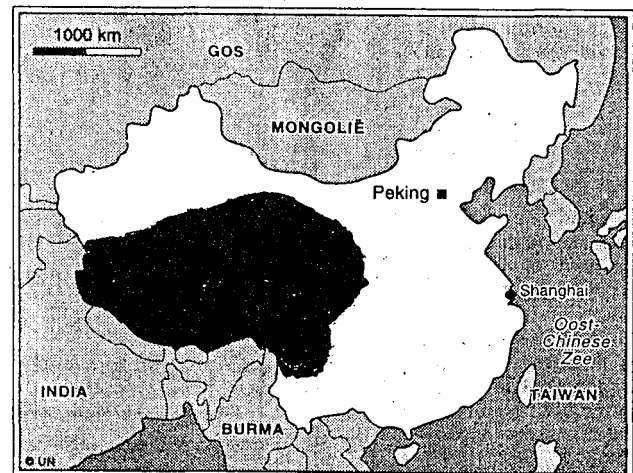 1000 km
GOS
MONGOLIË
Peking
Shanghai
Oost-
Chinese
Zee
INDIA
TAIWAN
BURMA
© UN